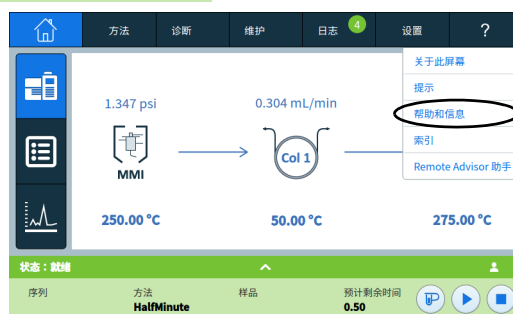 方法 诊断 维护 日志 4 设置 ?
关于此屏幕
提示
帮助和信息
索引
Remote Advisor 助手
1.347 psi 0.304 mL/min
Col 1
MMI
250.00 °C 50.00 °C 275.00 °C
状态：就绪
序列 方法 样品 预计剩余时间
HalfMinute 0.50